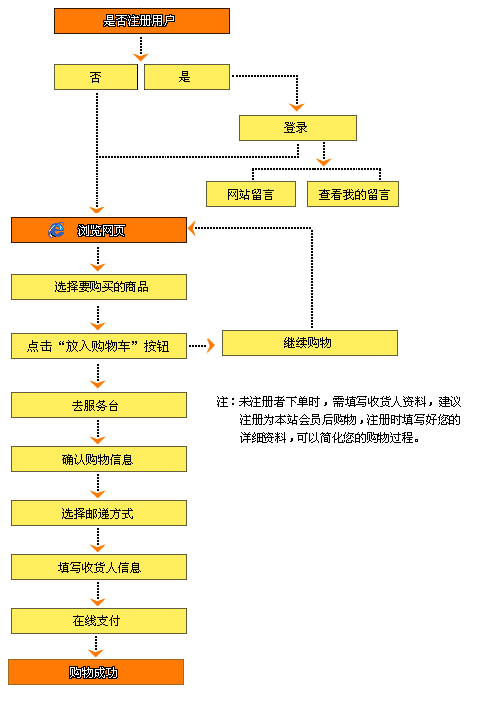 是否注册用户
否
是
登录
网站留言
查看我的留言
浏览网页
选择要购买的商品
点击“放入购物车”按钮
继续购物
去服务台
注：未注册者下单时，需填写收货人资料，建议
注册为本站会员后购物，注册时填写好您的
详细资料，可以简化您的购物过程。
确认购物信息
选择邮递方式
填写收货人信息
在线支付
购物成功